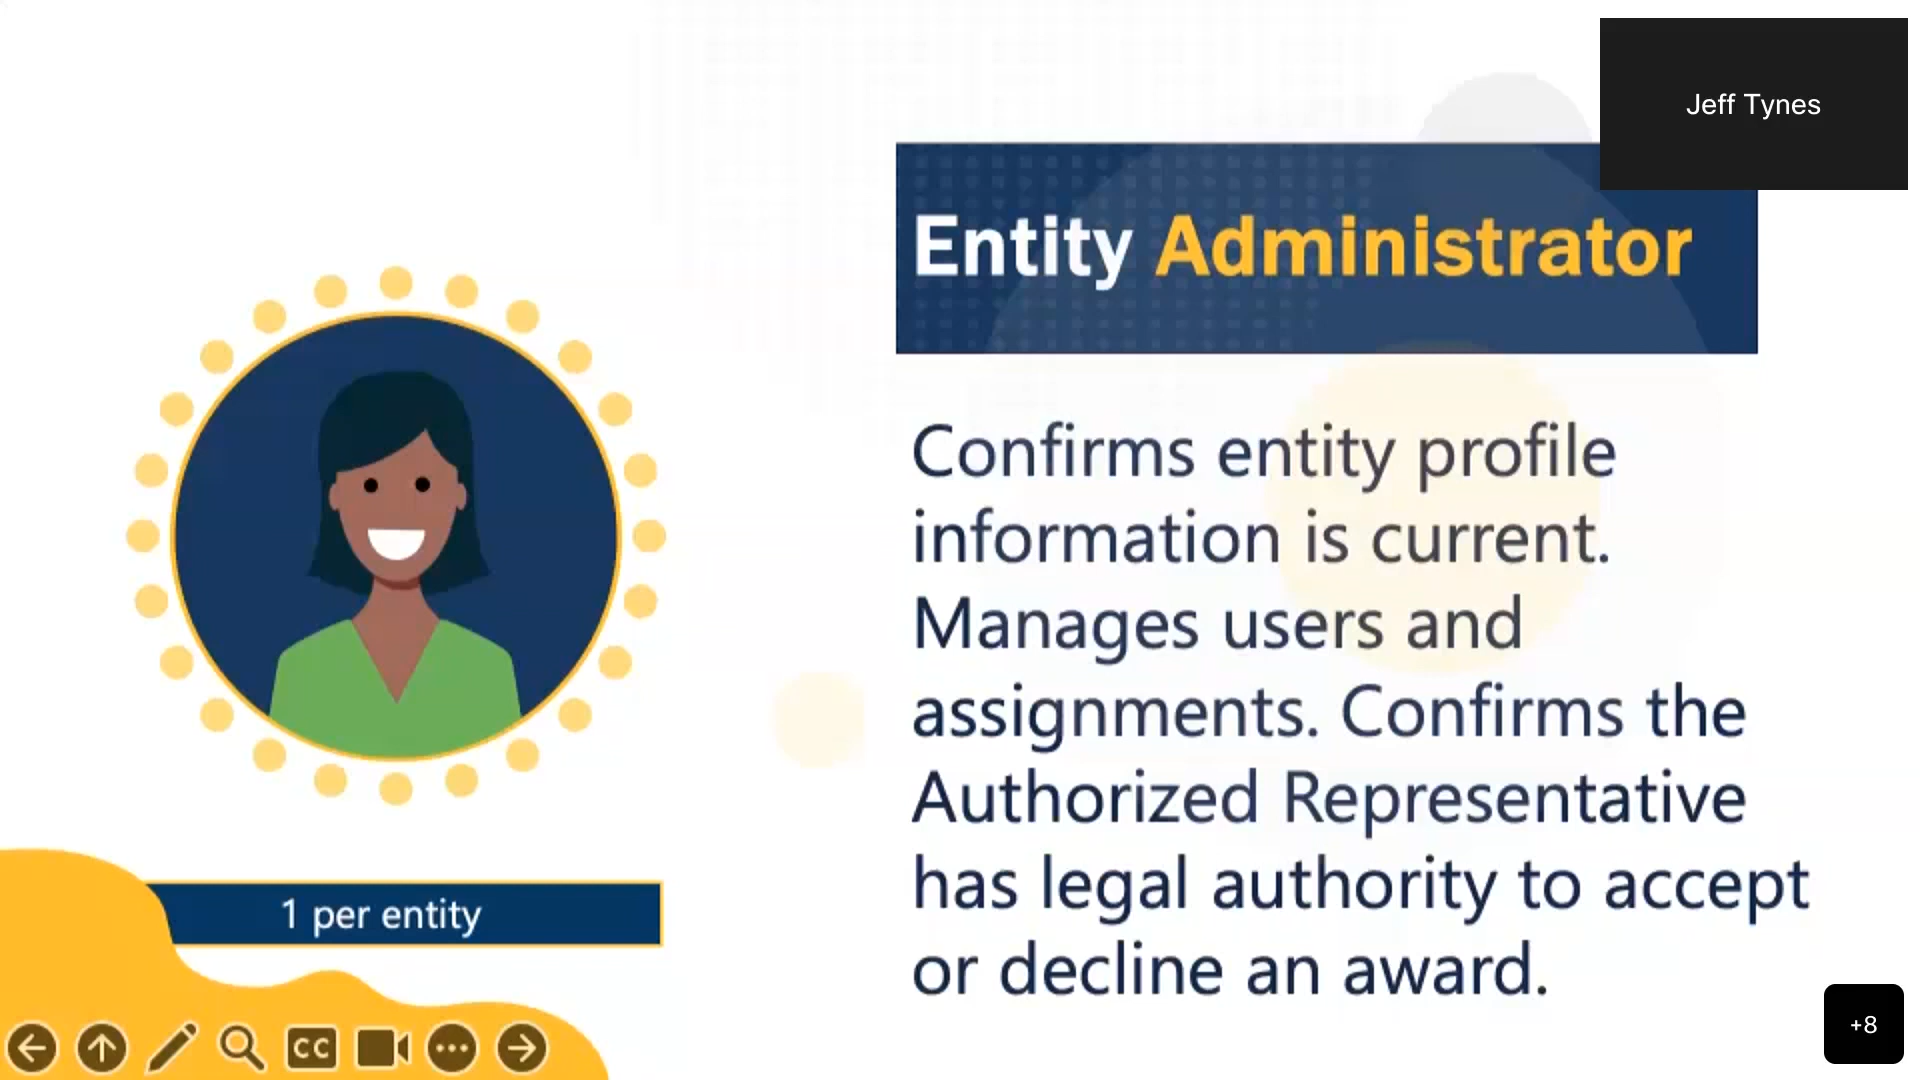 Jeff Tynes
Entity Administrator
Confirms entity profile
information is current.
Manages users and
assignments. Confirms the
Authorized Representative
has legal authority to accept
or decline an award.
1 per entity
CC
+8